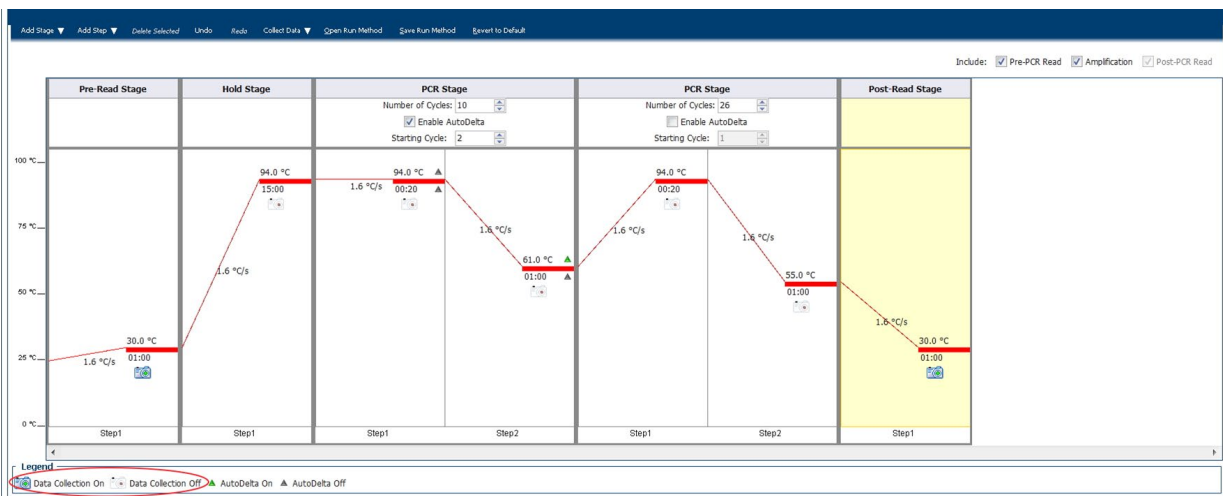 Add Stage ▼ Add Step ▼ Delete Selected Undo Redo Collect Data ▼ Open Run Method Save Run Method Revert to Default
Include: Pre-PCR Read Amplification Post-PCR Read
Pre-Read Stage Hold Stage PCR Stage PCR Stage Post-Read Stage
Number of Cycles: 10 Number of Cycles: 26
Enable AutoDelta Enable AutoDelta
Starting Cycle: 2 Starting Cycle: 1
100 °C
94.0 °C 94.0 °C 94.0 °C
1.6 °C/s
15:00 00:20 00:20
75 °C
1.6 °C/s 1.6 °C/s 1.6 °C/s
61.0 °C
1.6 °C/s
01:00
55.0 °C
50 °C
01:00
1.6 °C/s
30.0 °C 30.0 °C
25 °C
1.6 °C/s
01:00 01:00
0 °C
Step1 Step1 Step1 Step2 Step1 Step2 Step1
Legend
Data Collection On Data Collection Off AutoDelta On AutoDelta Off